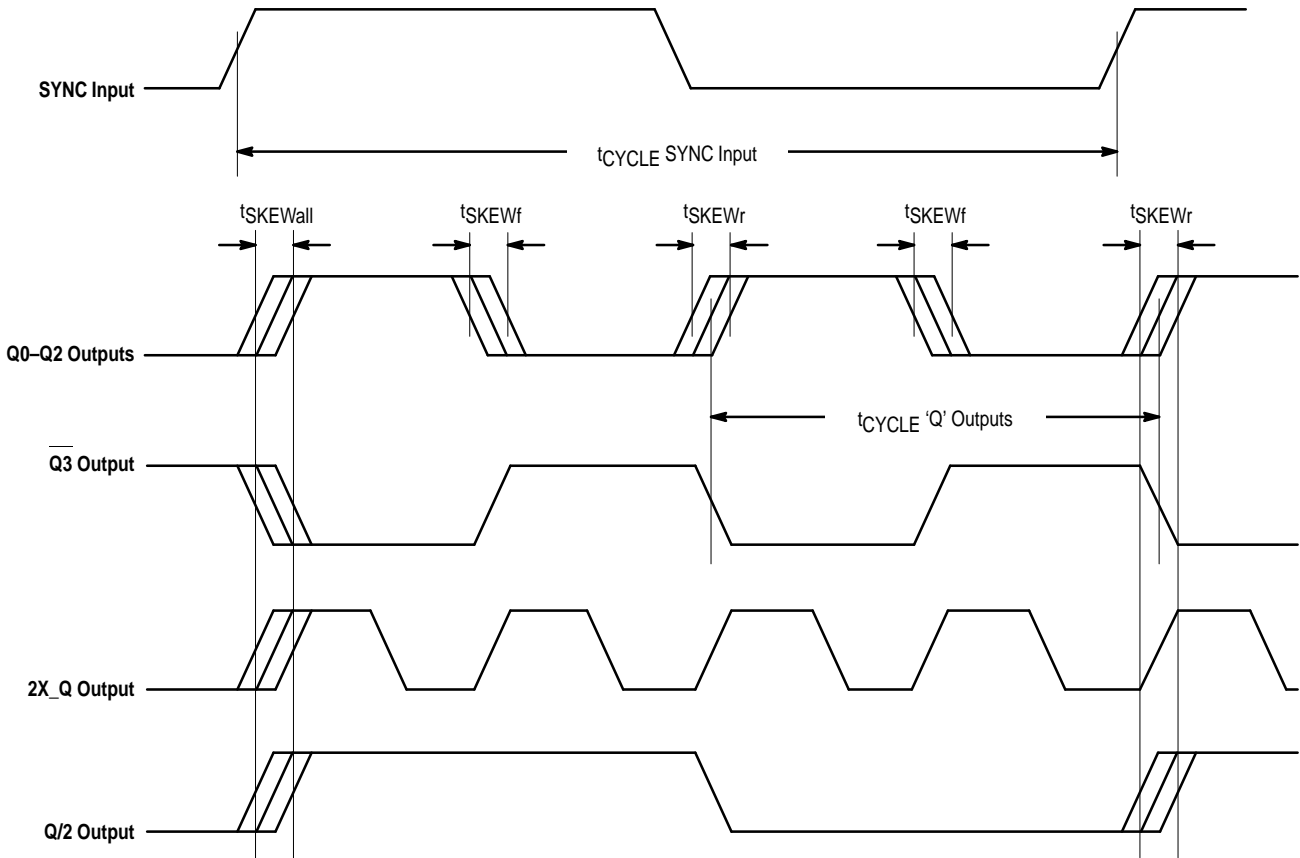 SYNC Input
tCYCLE SYNC Input
tSKEWall
tSKEWf
tSKEWr
tSKEWf
tSKEWr
Q0–Q2 Outputs
tCYCLE ‘Q’ Outputs
Q3 Output
2X_Q Output
Q/2 Output